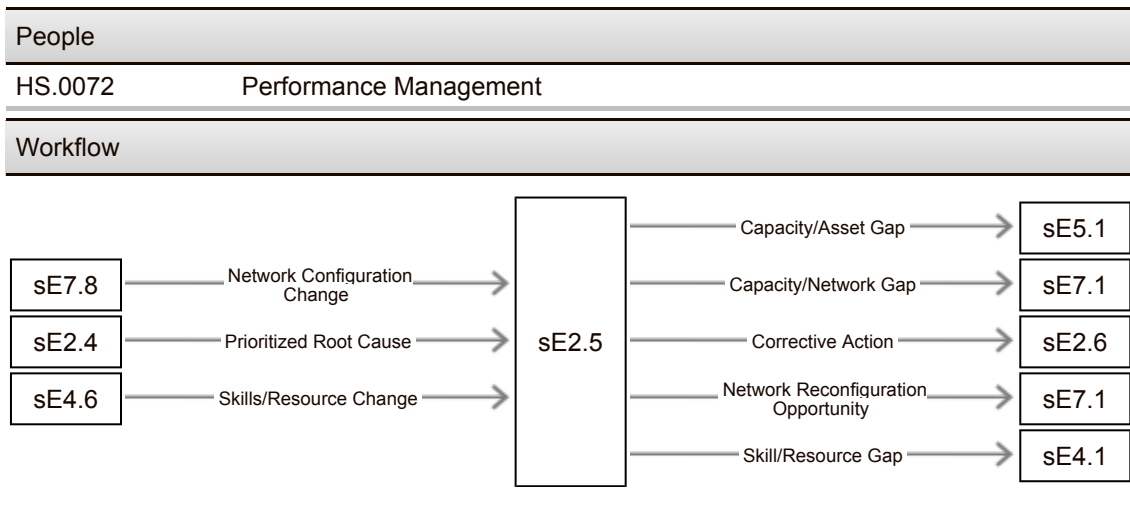 People
HS.0072 Performance Management
Workflow
Capacity/Asset Gap
sE5.1
sE7.8
Network Configuration
Change
Capacity/Network Gap
sE7.1
sE2.4
Prioritized Root Cause
sE2.5
Corrective Action
sE2.6
sE4.6
Skills/Resource Change
Network Reconfiguration
Opportunity
sE7.1
Skill/Resource Gap
sE4.1